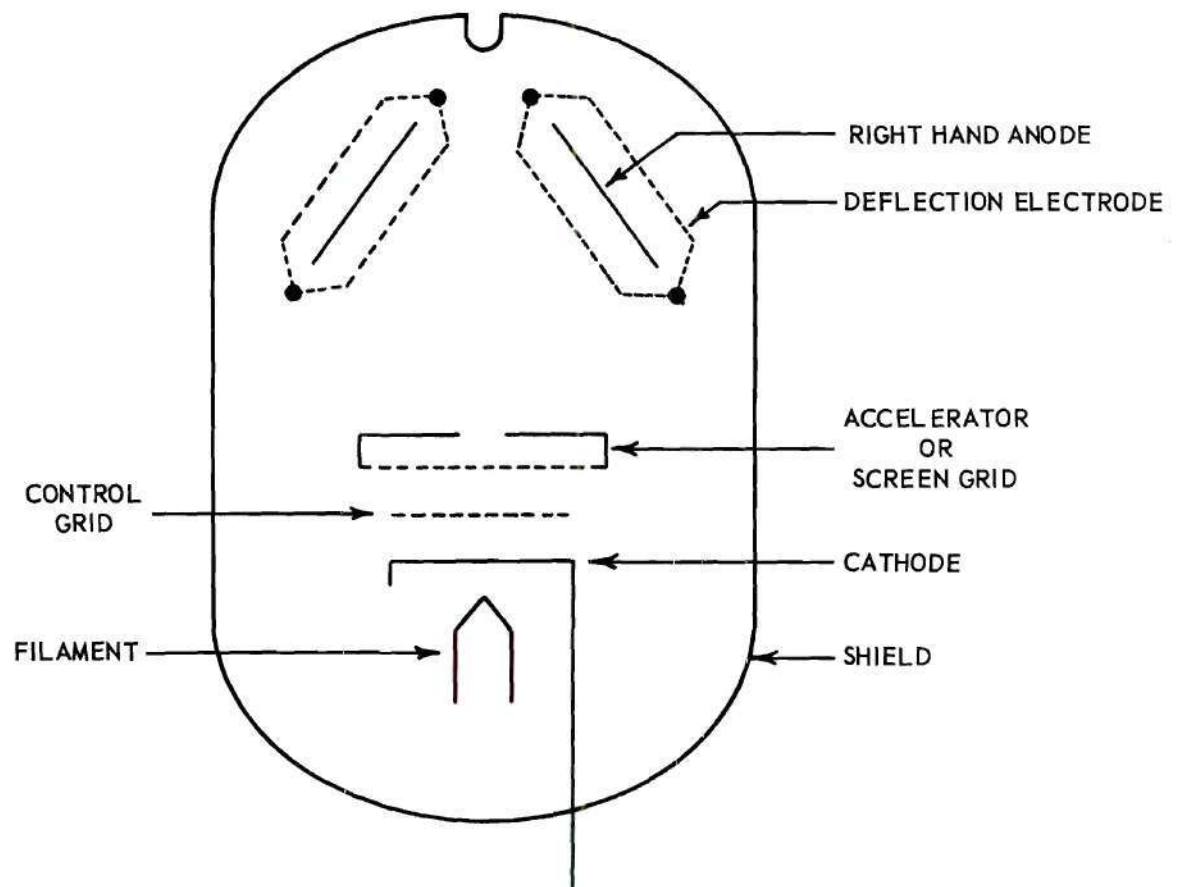 RIGHT HAND ANODE
DEFLECTION ELECTRODE
ACCELERATOR
OR
SCREEN GRID
CONTROL
GRID
CATHODE
FILAMENT
SHIELD